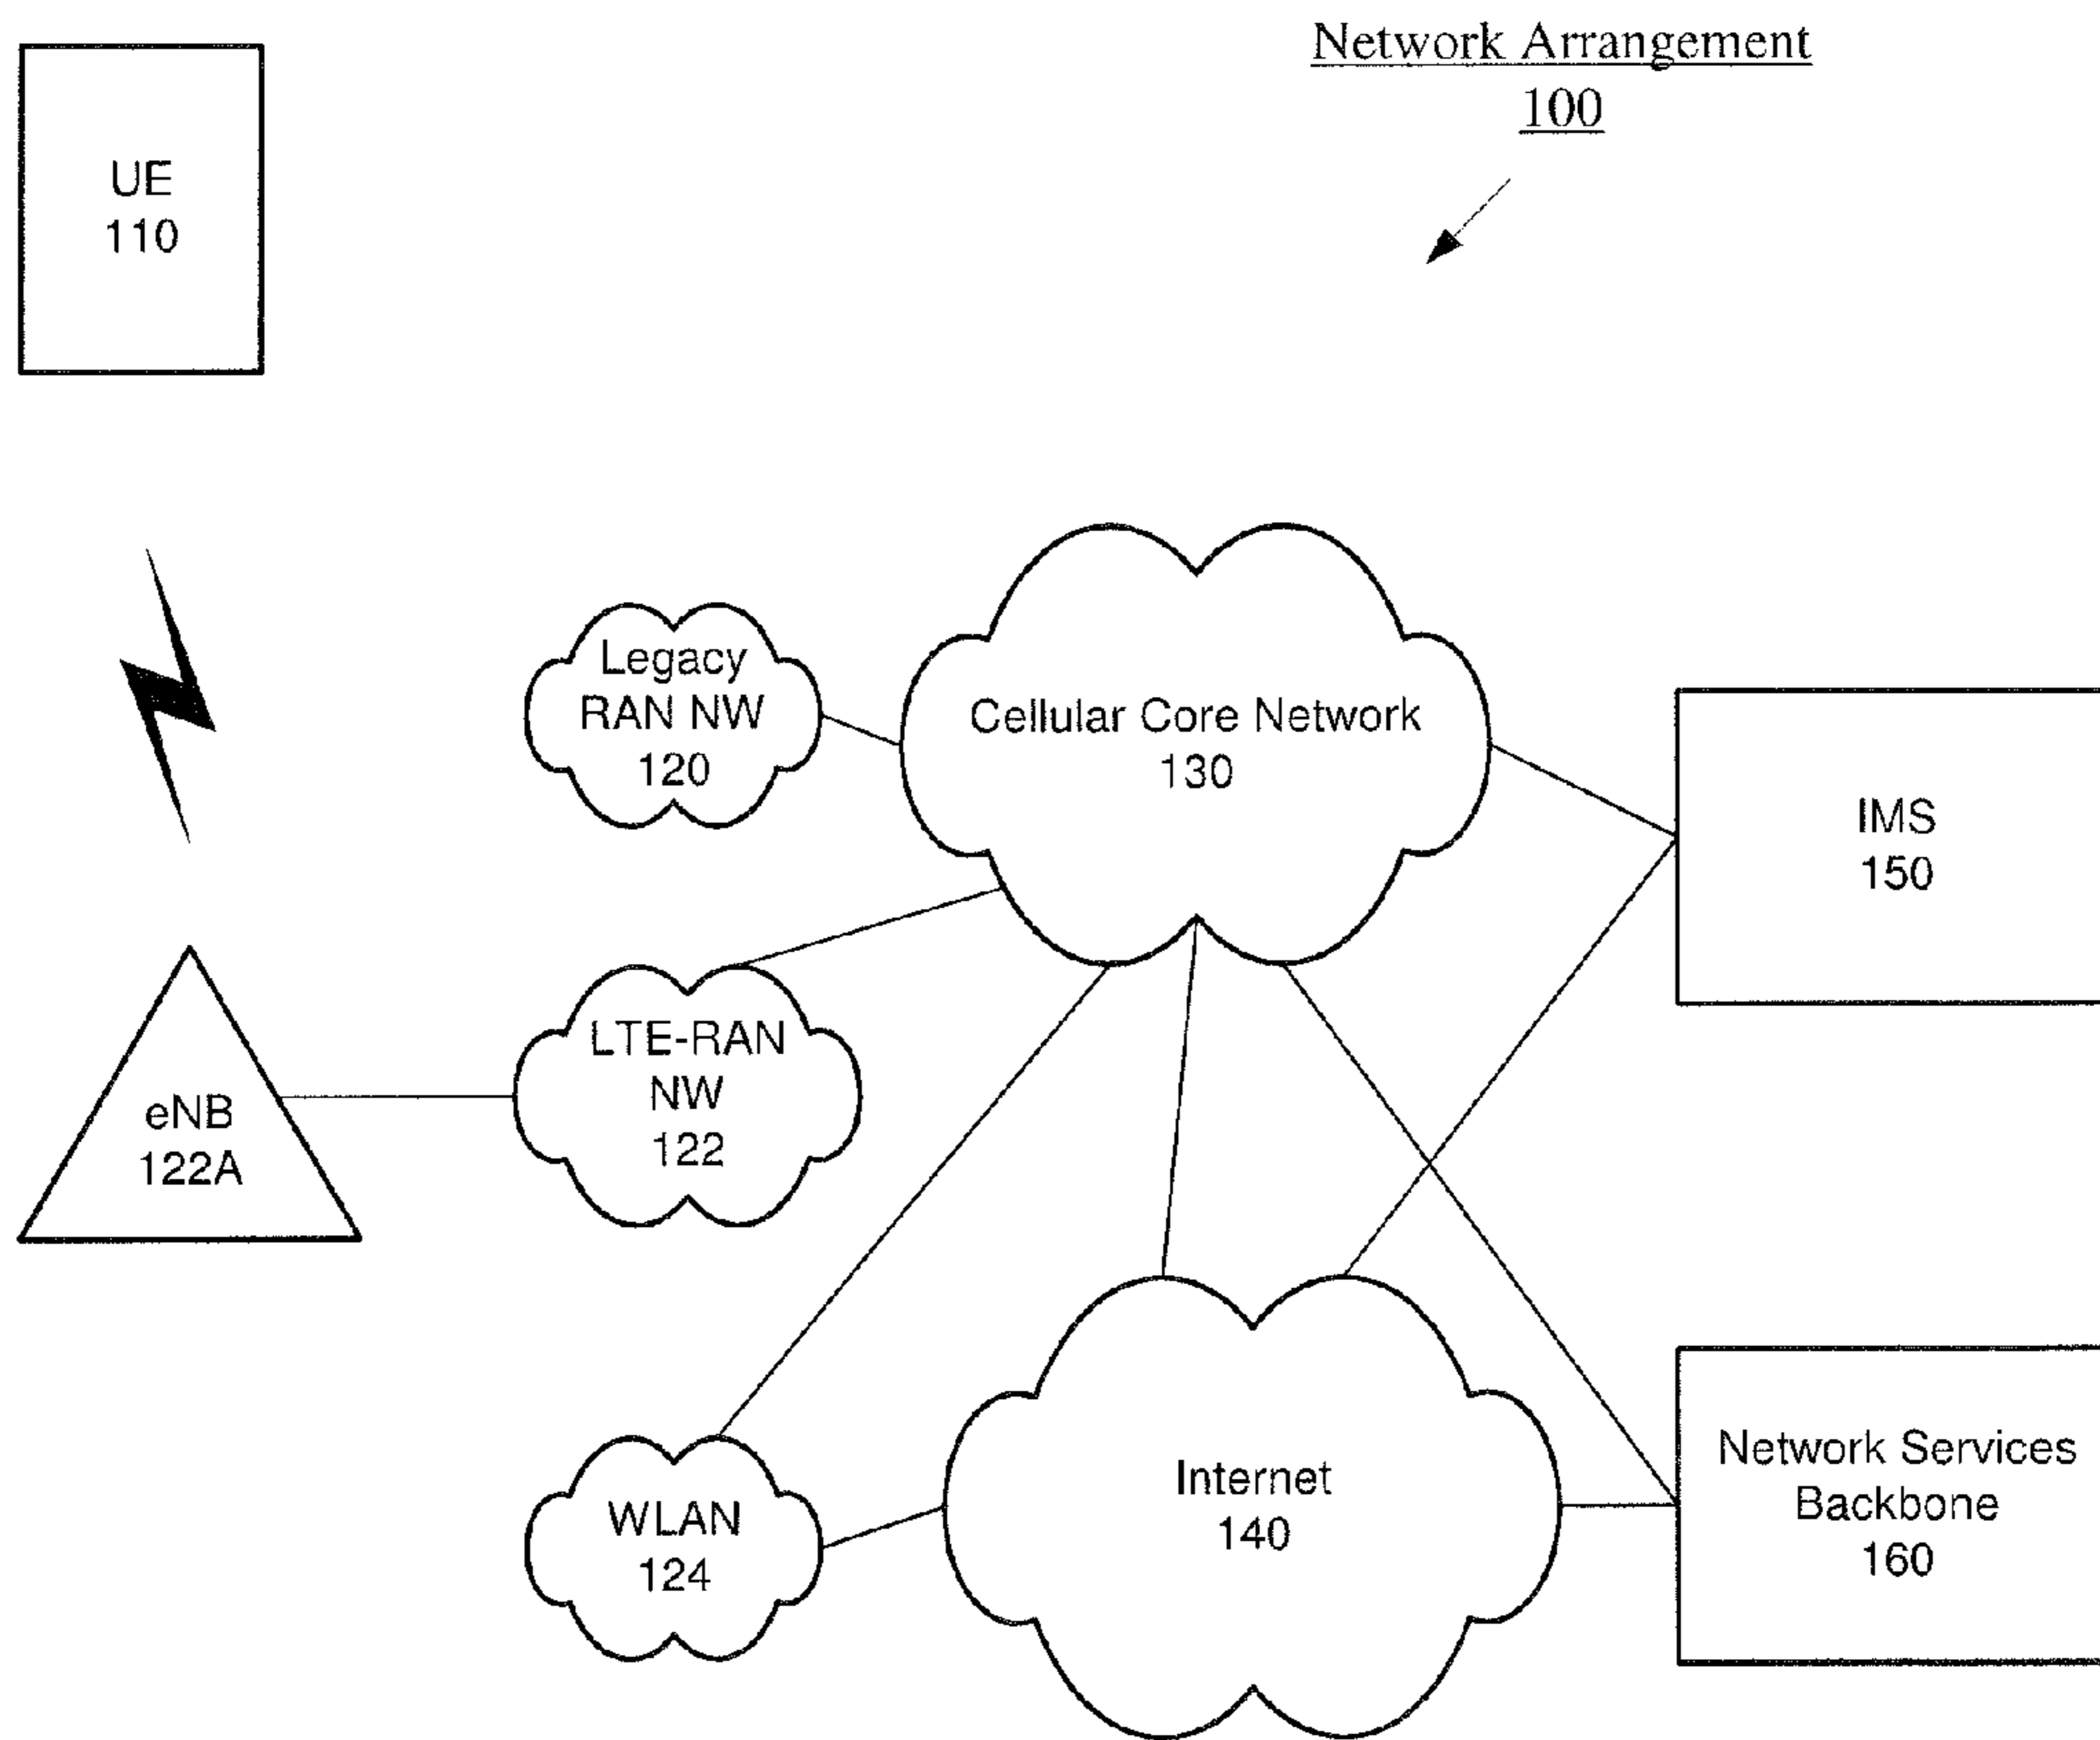 Network Arrangement
100
UE
110
Legacy
RAN NW
120
Cellular Core Network
130
IMS
150
LTE-RAN
NW
122
eNB
122A
Internet
140
Network Services
Backbone
160
WLAN
124